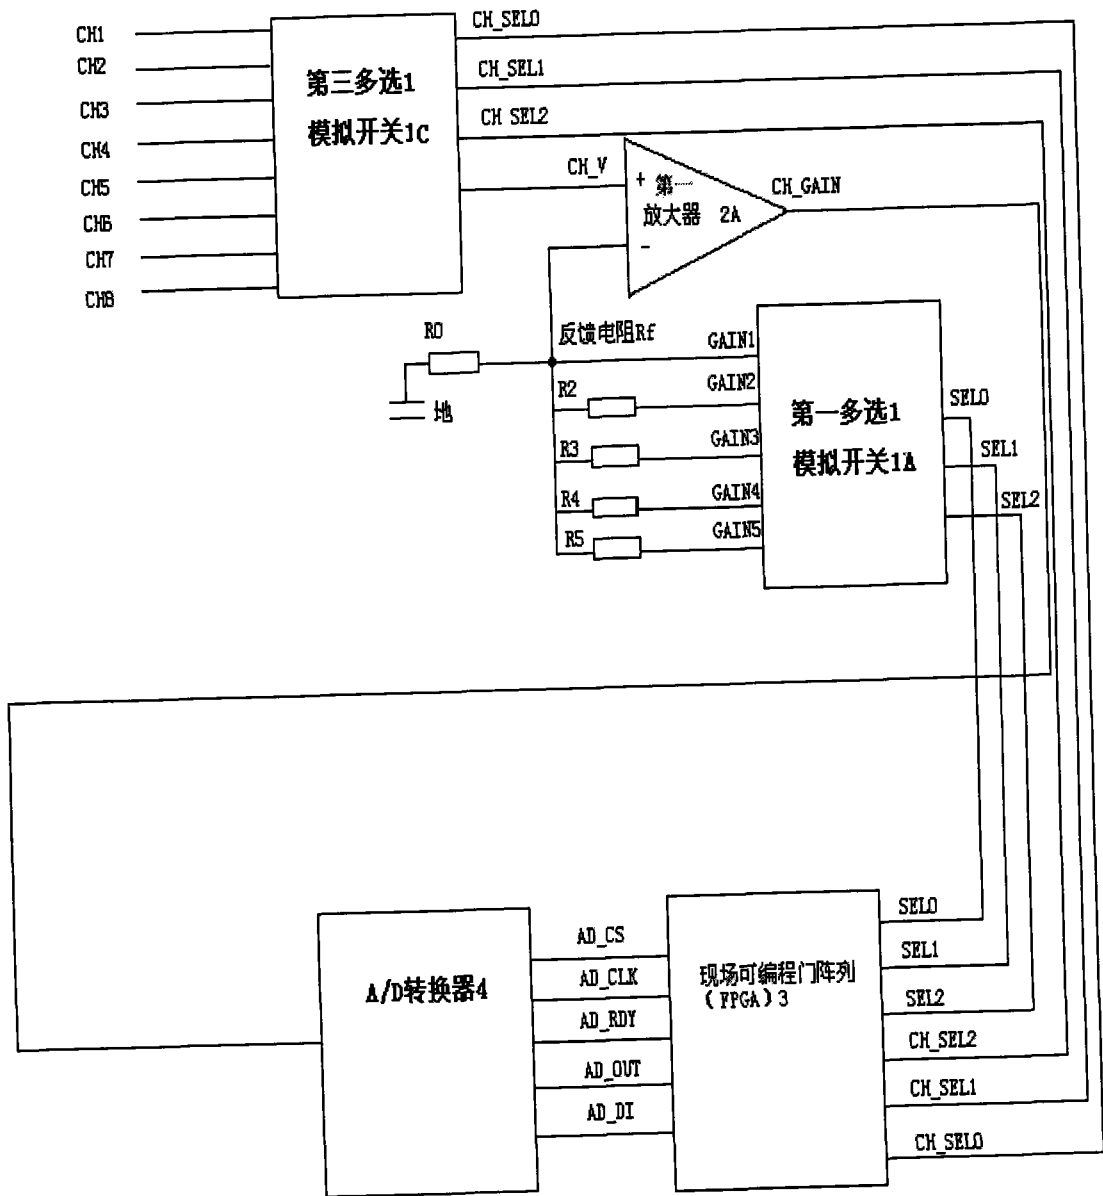 CH1
CH2
CH3
CH4
CH5
CH6
CH7
CH8
第三多选1
模拟开关1C
CH_SEL0
CH_SEL1
CH SEL2
CH_V
+ 第一
放大器 2A
-
CH_GAIN
R0
地
反馈电阻Rf
R2
R3
R4
R5
GAIN1
GAIN2
GAIN3
GAIN4
GAIN5
第一多选1
模拟开关1A
SEL0
SEL1
SEL2
A/D转换器4
AD_CS
AD_CLK
AD_RDY
AD_OUT
AD_DI
现场可编程门阵列
(FPGA)3
SEL0
SEL1
SEL2
CH_SEL2
CH_SEL1
CH_SEL0